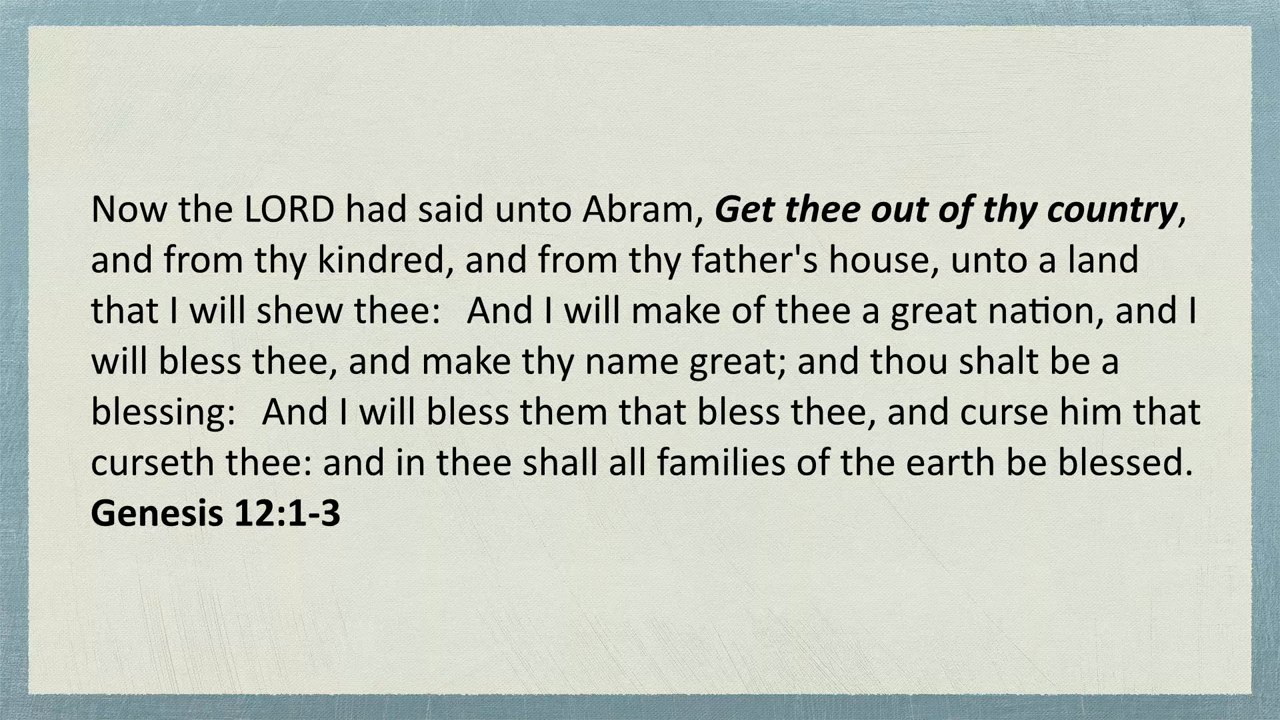 Now the LORD had said unto Abram, Get thee out of thy country,
and from thy kindred, and from thy father's house, unto a land
that I will shew thee:   And I will make of thee a great nation, and I
will bless thee, and make thy name great; and thou shalt be a
blessing:   And I will bless them that bless thee, and curse him that
curseth thee: and in thee shall all families of the earth be blessed.
Genesis 12:1-3